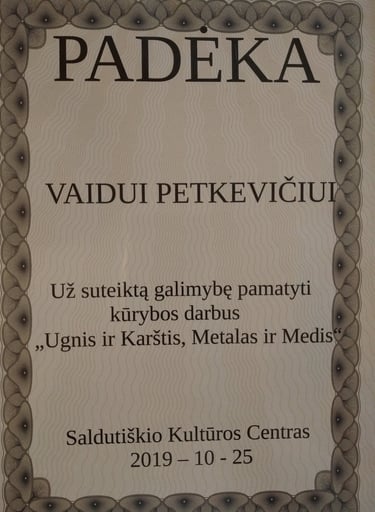 PADĖKA
VAIDUI PETKEVIČIUI
Už suteiktą galimybę pamatyti
kūrybos darbus
„Ugnis ir Karštis, Metalas ir Medis“
Saldutiškio Kultūros Centras
2019 – 10 - 25